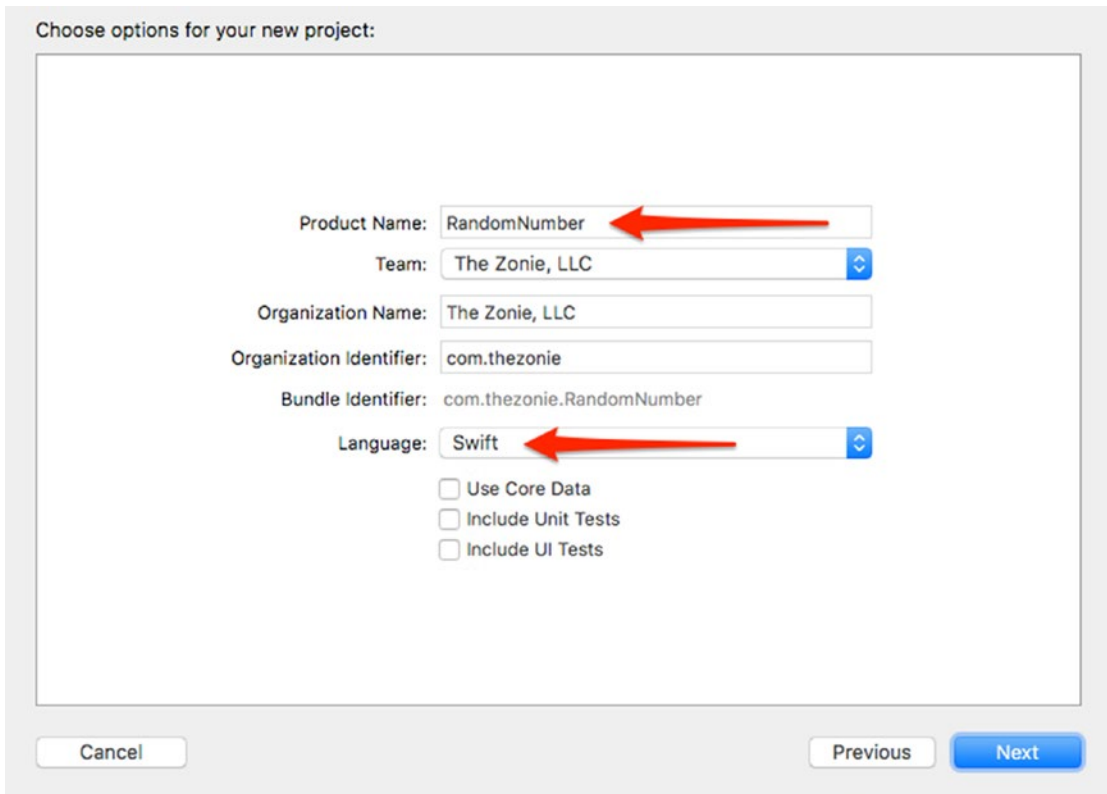 Choose options for your new project:
Product Name: RandomNumber
Team: The Zonie, LLC
Organization Name: The Zonie, LLC
Organization Identifier: com.thezonie
Bundle Identifier: com.thezonie.RandomNumber
Language: Swift
Use Core Data
Include Unit Tests
Include UI Tests
Cancel Previous Next